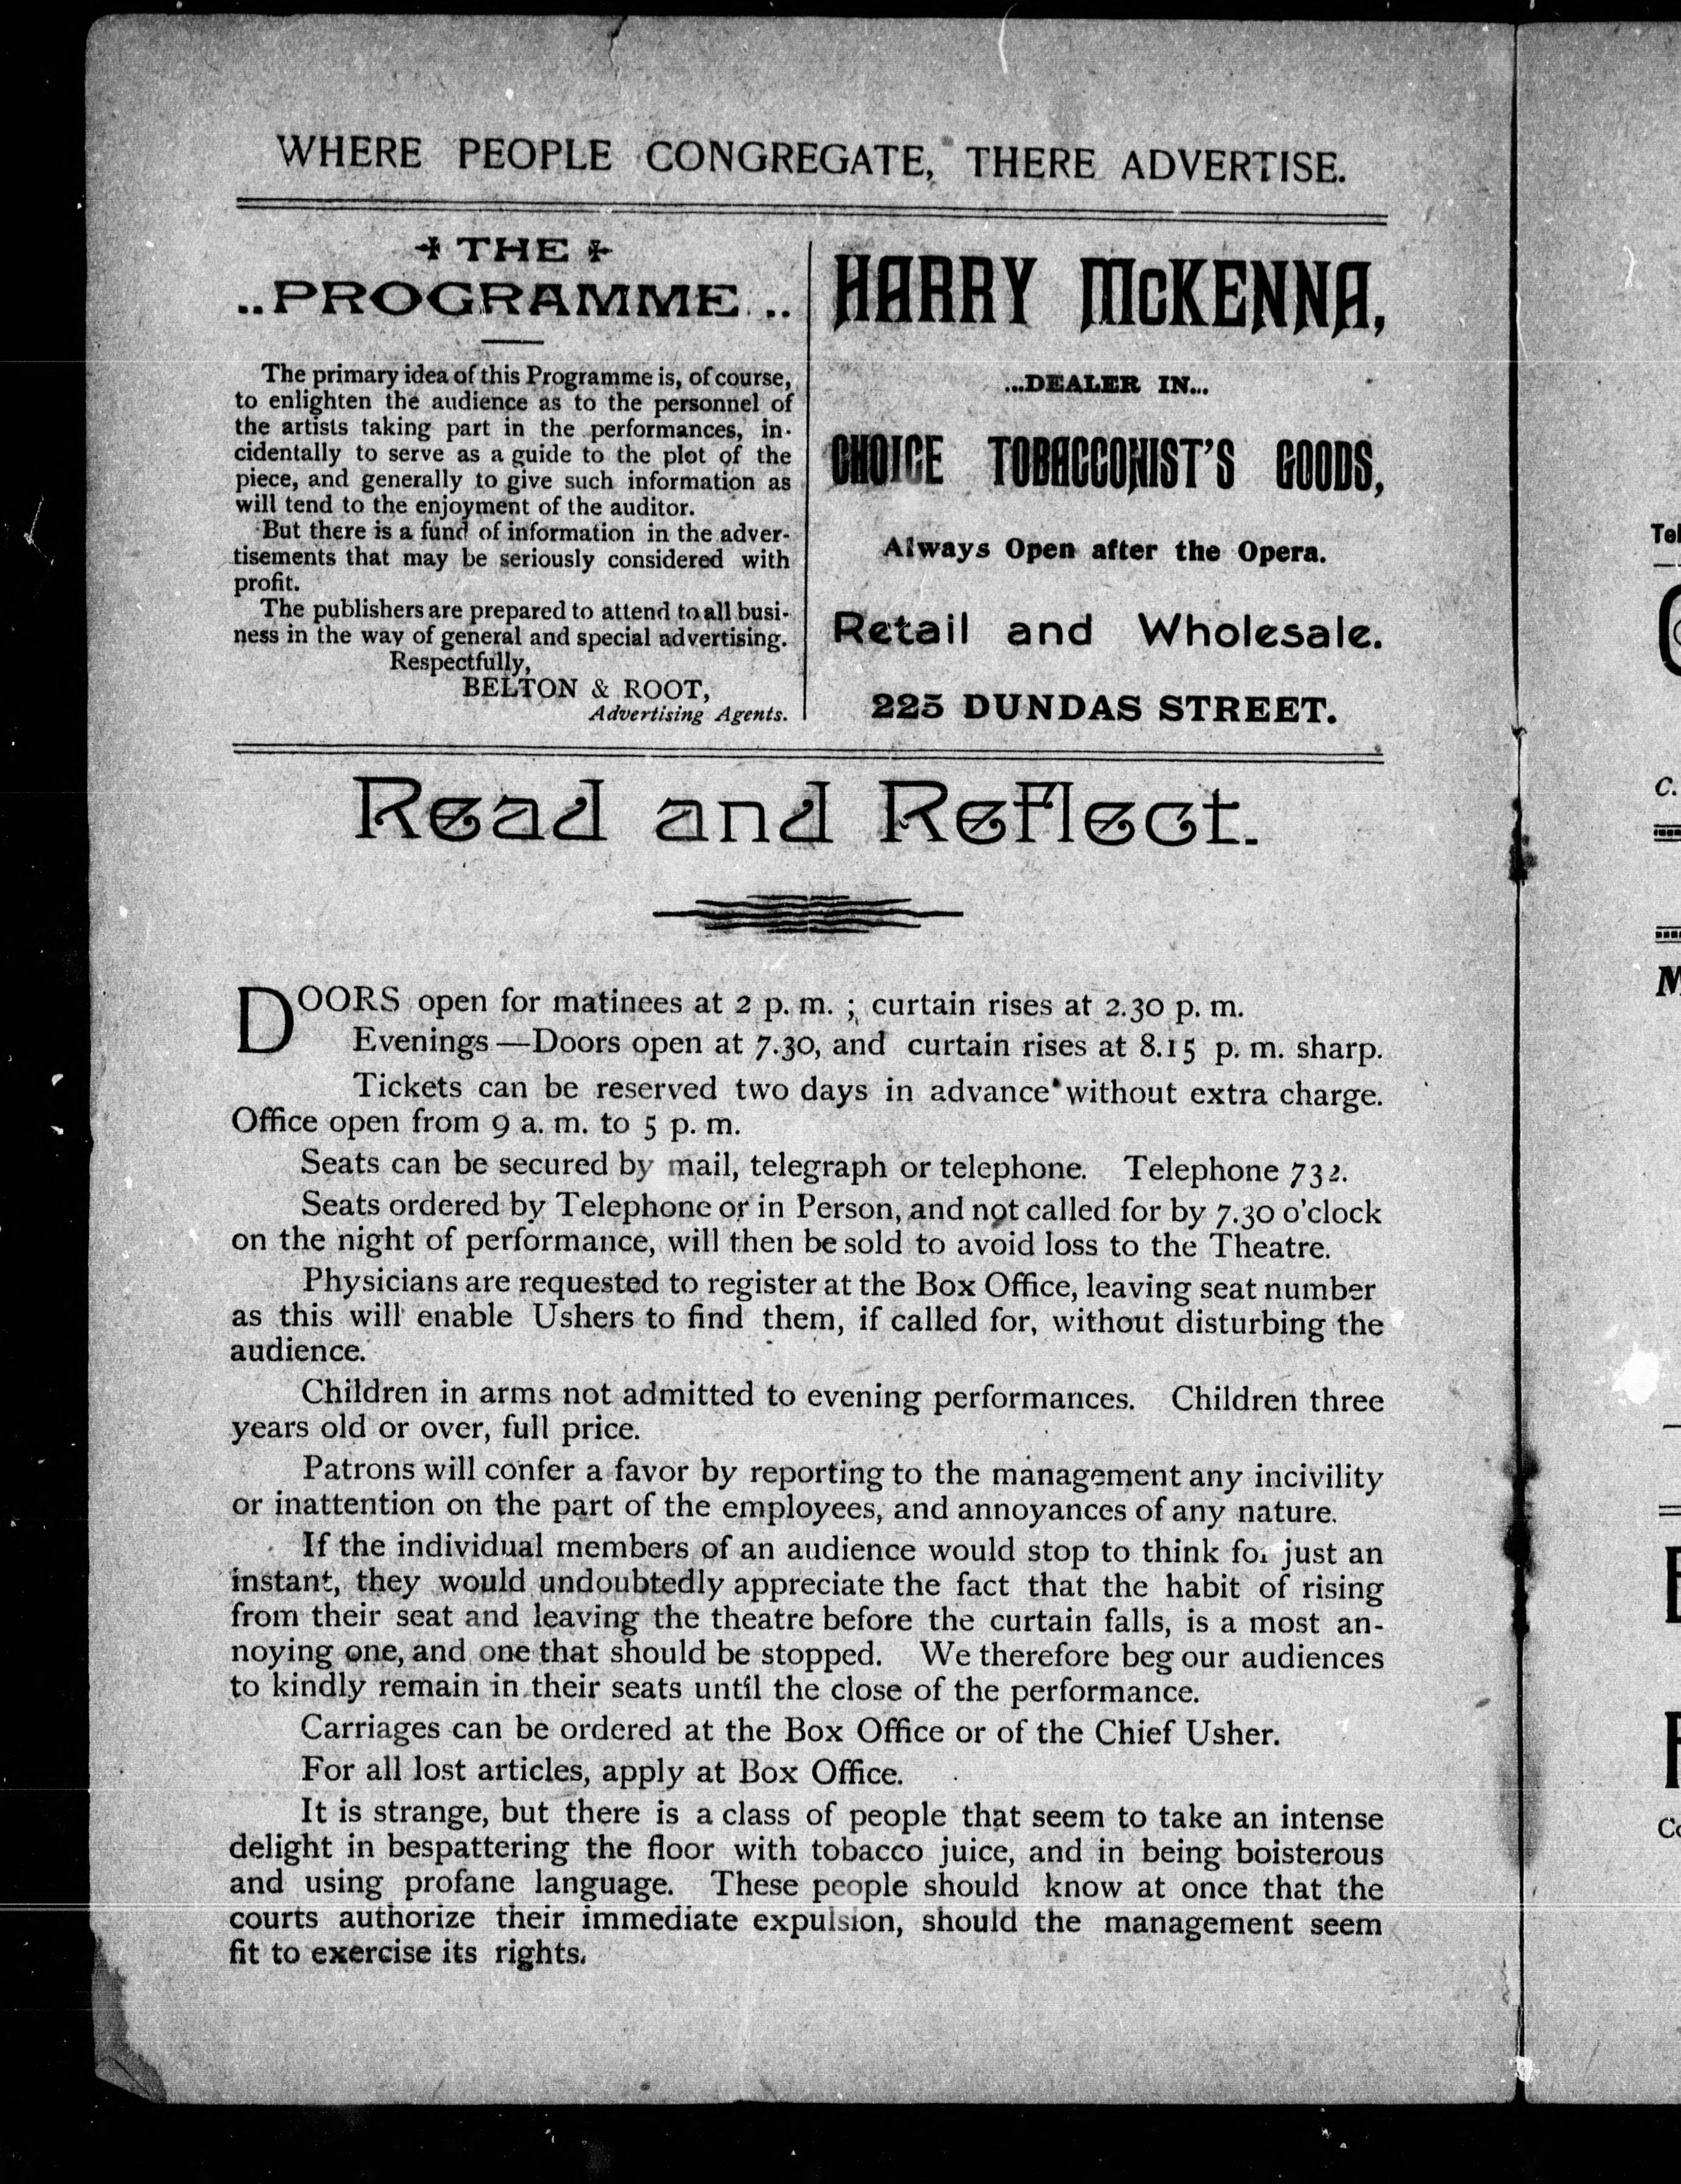 WHERE PEOPLE CONGREGATE, THERE ADVERTISE.
THE
..PROGRAMME..
The primary idea of this Programme is, of course,
to enlighten the audience as to the personnel of
the artists taking part in the performances, in-
cidentally to serve as a guide to the plot of the
piece, and generally to give such information as
will tend to the enjoyment of the auditor.
But there is a fund of information in the adver-
tisements that may be seriously considered with
profit.
The publishers are prepared to attend to all busi-
ness in the way of general and special advertising.
Respectfully,
BELTON & ROOT,
Advertising Agents.
HARRY McKENNA,
...DEALER IN...
CHOICE TOBACCONIST'S GOODS,
Always Open after the Opera.
Retail and Wholesale.
225 DUNDAS STREET.
Read and Reflect.
DOORS open for matinees at 2 p. m. ; curtain rises at 2.30 p. m.
Evenings—Doors open at 7.30, and curtain rises at 8.15 p. m. sharp.
Tickets can be reserved two days in advance without extra charge.
Office open from 9 a. m. to 5 p. m.
Seats can be secured by mail, telegraph or telephone. Telephone 732.
Seats ordered by Telephone or in Person, and not called for by 7.30 o'clock
on the night of performance, will then be sold to avoid loss to the Theatre.
Physicians are requested to register at the Box Office, leaving seat number
as this will enable Ushers to find them, if called for, without disturbing the
audience.
Children in arms not admitted to evening performances. Children three
years old or over, full price.
Patrons will confer a favor by reporting to the management any incivility
or inattention on the part of the employees, and annoyances of any nature.
If the individual members of an audience would stop to think for just an
instant, they would undoubtedly appreciate the fact that the habit of rising
from their seat and leaving the theatre before the curtain falls, is a most an-
noying one, and one that should be stopped. We therefore beg our audiences
to kindly remain in their seats until the close of the performance.
Carriages can be ordered at the Box Office or of the Chief Usher.
For all lost articles, apply at Box Office.
It is strange, but there is a class of people that seem to take an intense
delight in bespattering the floor with tobacco juice, and in being boisterous
and using profane language. These people should know at once that the
courts authorize their immediate expulsion, should the management seem
fit to exercise its rights.
Tel
C.
M